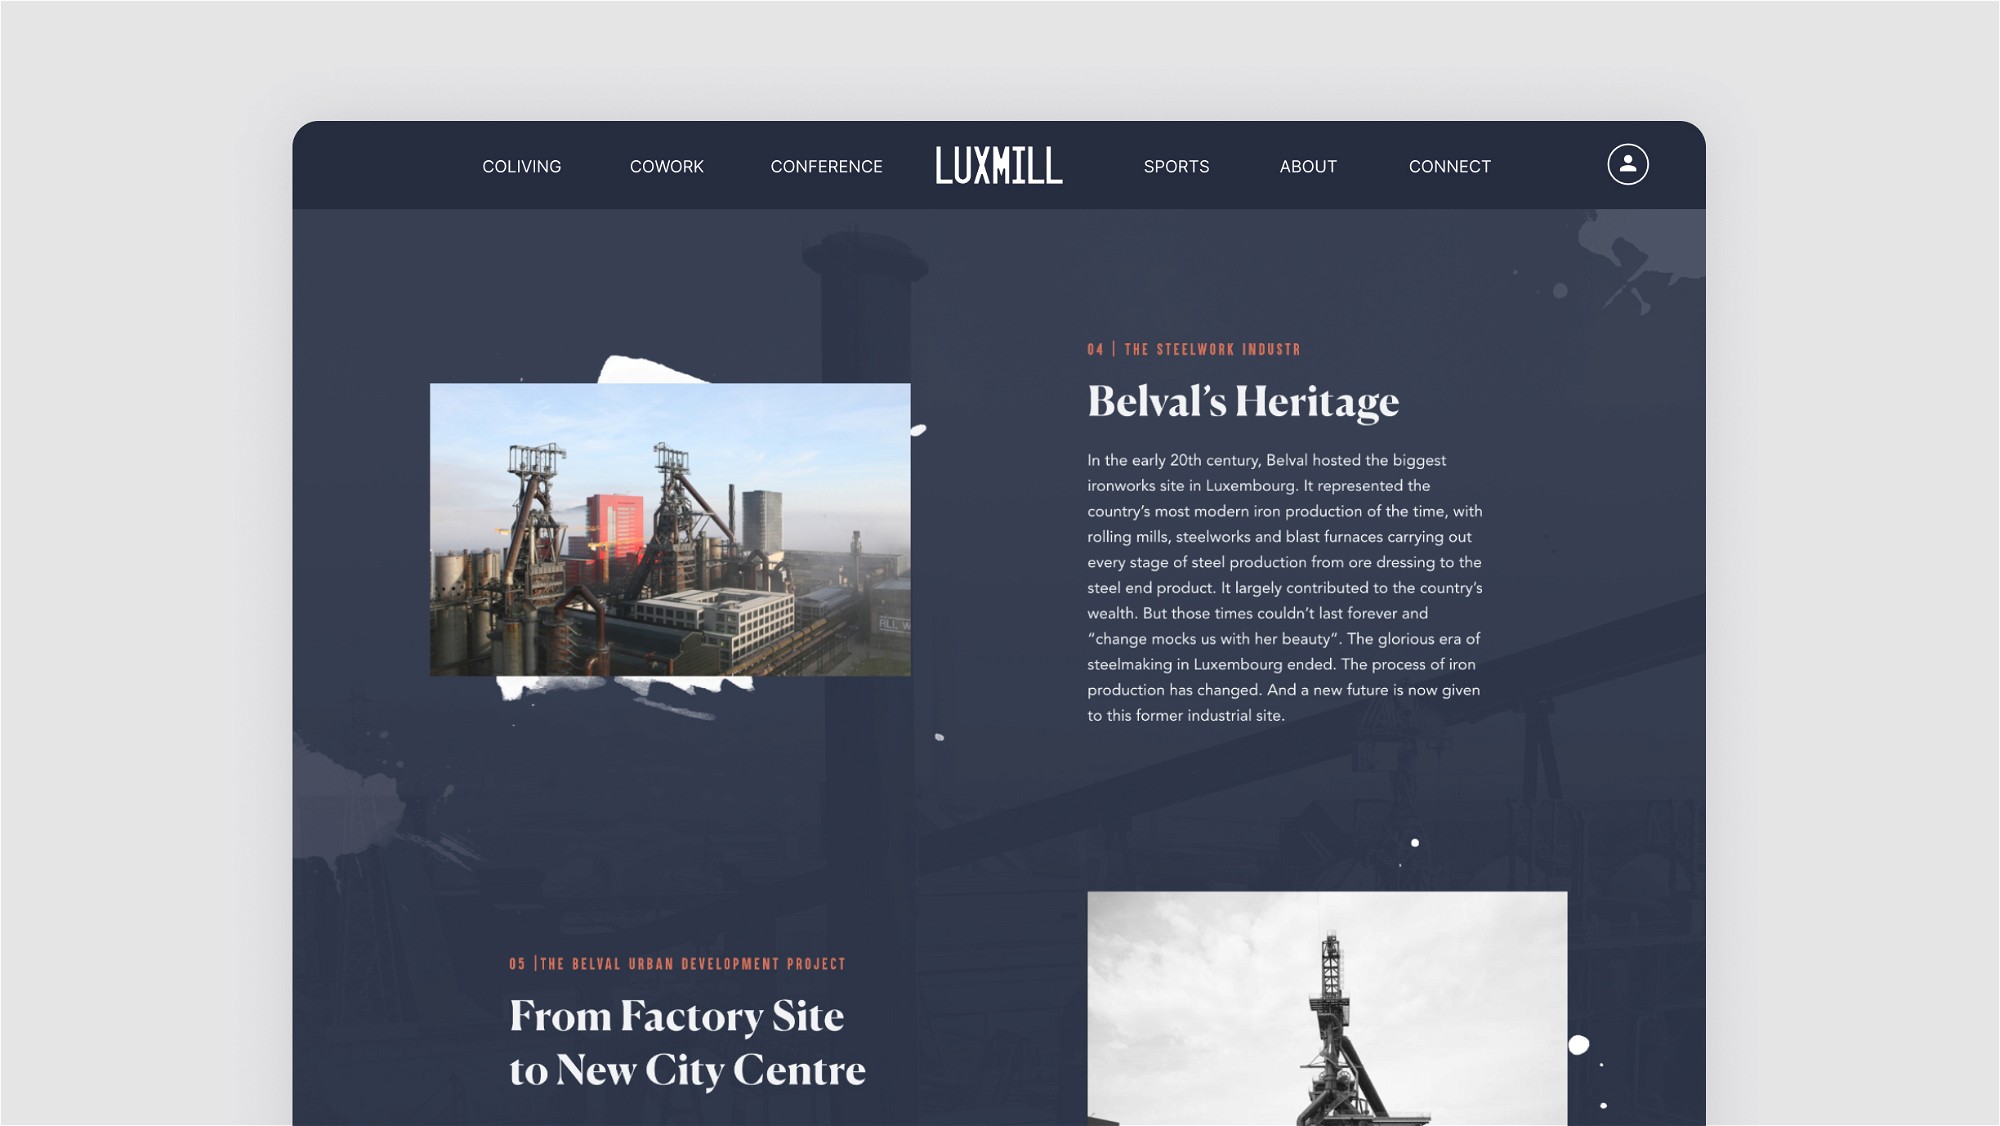 COLIVING COWORK CONFERENCE LUXMILL SPORTS ABOUT CONNECT
04 | THE STEELWORK INDUSTR
Belval’s Heritage
In the early 20th century, Belval hosted the biggest
ironworks site in Luxembourg. It represented the
country’s most modern iron production of the time, with
rolling mills, steelworks and blast furnaces carrying out
every stage of steel production from ore dressing to the
steel end product. It largely contributed to the country’s
wealth. But those times couldn’t last forever and
“change mocks us with her beauty”. The glorious era of
steelmaking in Luxembourg ended. The process of iron
production has changed. And a new future is now given
to this former industrial site.
05 |THE BELVAL URBAN DEVELOPMENT PROJECT
From Factory Site
to New City Centre